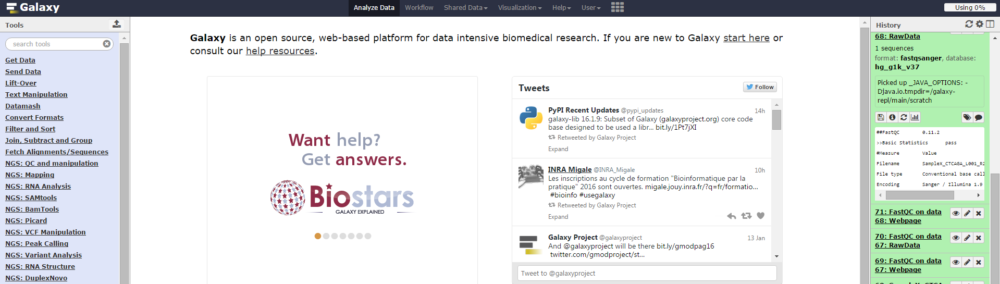 Galaxy
Analyze Data
Workflow
Shared Data
Visualization
Help
User
Using 0%
Tools
search tools
Get Data
Send Data
Lift-Over
Text Manipulation
Datamash
Convert Formats
Filter and Sort
Join, Subtract and Group
Fetch Alignments/Sequences
NGS: QC and manipulation
NGS: Mapping
NGS: RNA Analysis
NGS: SAMtools
NGS: BamTools
NGS: Picard
NGS: VCF Manipulation
NGS: Peak Calling
NGS: Variant Analysis
NGS: RNA Structure
NGS: DuplexNovo
Galaxy is an open source, web-based platform for data intensive biomedical research. If you are new to Galaxy start here or
consult our help resources.
Want help?
Get answers.
Biostars
GALAXY EXPLAINED
Tweets
Follow
PyPI Recent Updates @pypi_updates 14h
galaxy-lib 16.1.9: Subset of Galaxy (galaxyproject.org) core code
base designed to be used a libr... bit.ly/1Pt7jXI
Retweeted by Galaxy Project
Expand
INRA Migale @INRA_Migale 10h
Les inscriptions au cycle de formation "Bioinformatique par la
pratique" 2016 sont ouvertes. migale.jouy.inra.fr/?q=fr/formatio...
#bioinfo #usegalaxy
Retweeted by Galaxy Project
Expand
Galaxy Project @galaxyproject 13 Jan
And @galaxyproject will be there bit.ly/gmodpag16
twitter.com/gmodproject/st...
Tweet to @galaxyproject
History
68: RawData
1 sequences
format: fastqsanger, database:
hg_g1k_v37
Picked up _JAVA_OPTIONS: -
Djava.io.tmpdir=/galaxy-
repl/main/scratch
##FastQC 0.11.2
>>Basic Statistics pass
#Measure Value
Filename SampleX_CTCAGA_L001_R2
File type Conventional base call
Encoding Sanger / Illumina 1.9
71: FastQC on data
68: Webpage
70: FastQC on data
67: RawData
69: FastQC on data
67: Webpage